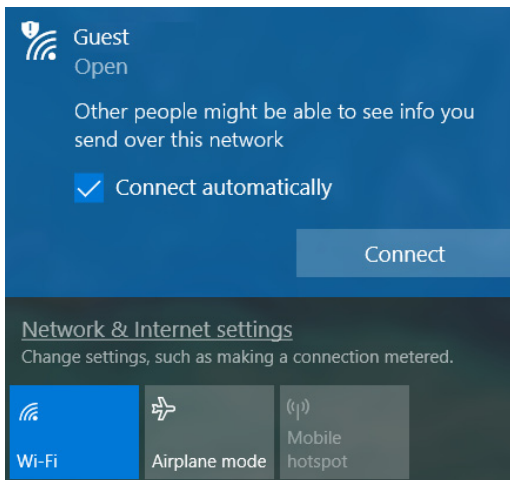 Guest
Open
Other people might be able to see info you
send over this network
Connect automatically
Connect
Network & Internet settings
Change settings, such as making a connection metered.
Wi-Fi
Airplane mode
Mobile
hotspot